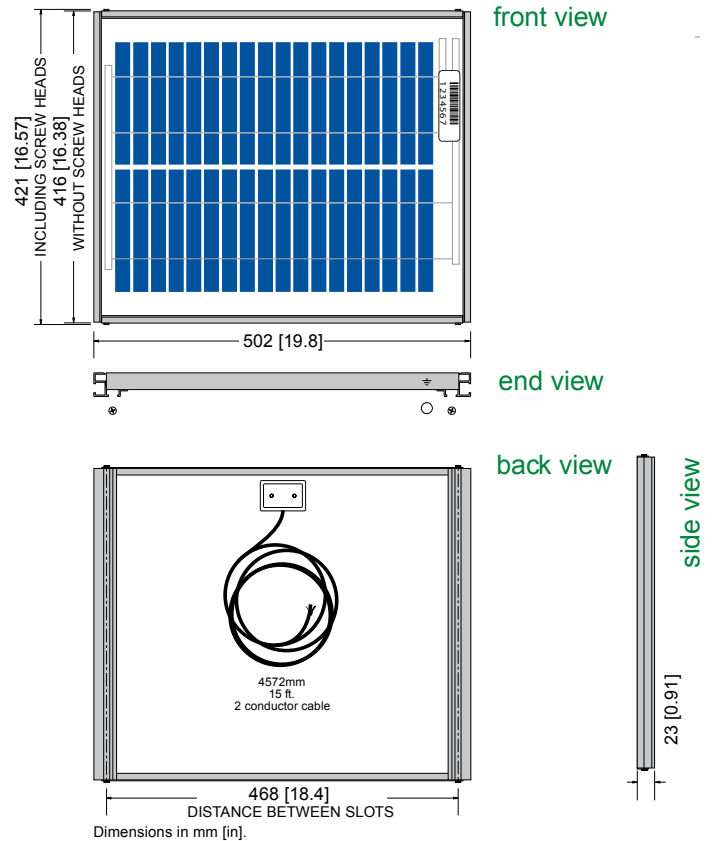 front view
421 [16.57]
INCLUDING SCREW HEADS
416 [16.38]
WITHOUT SCREW HEADS
1234567
502 [19.8]
end view
back view
side view
4572mm
15 ft.
2 conductor cable
23 [0.91]
468 [18.4]
DISTANCE BETWEEN SLOTS
Dimensions in mm [in].